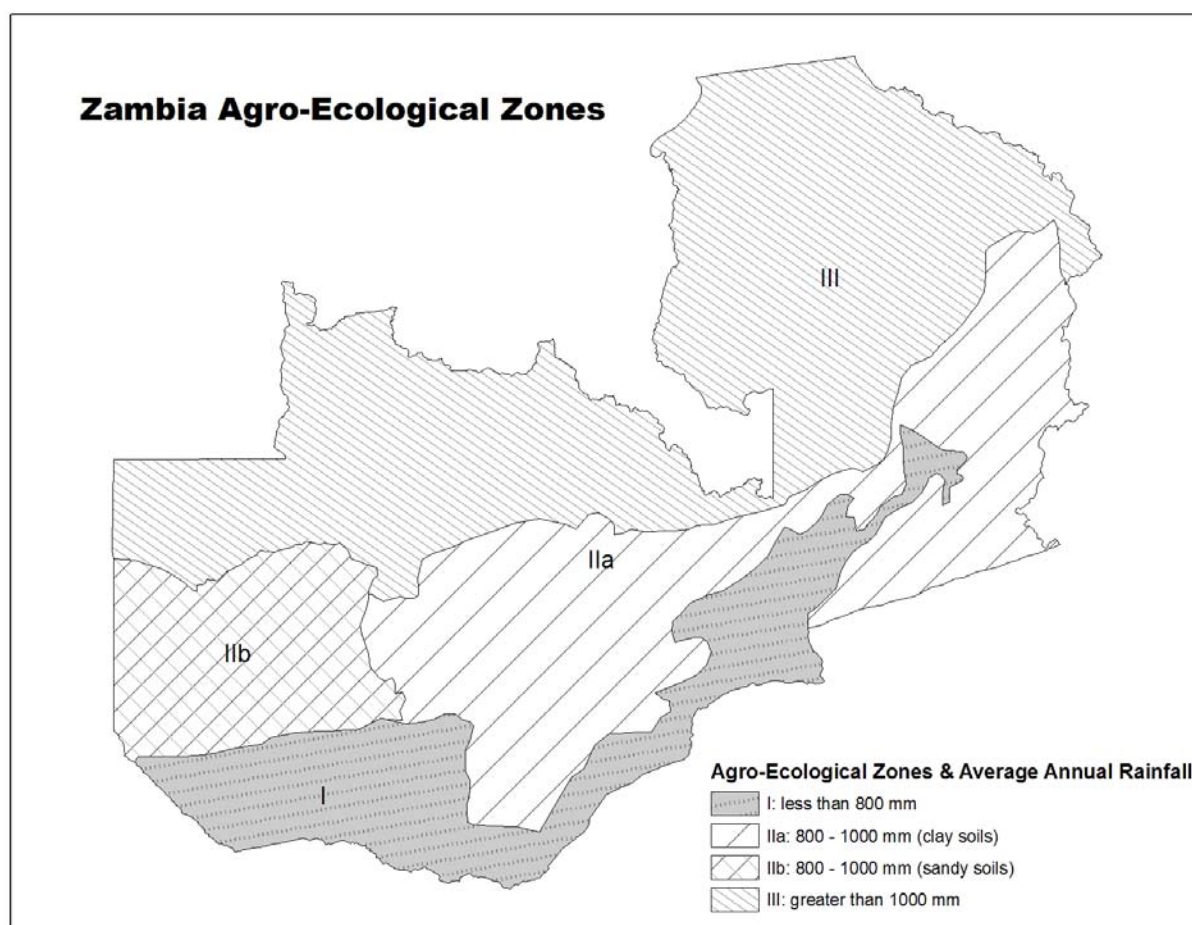 Zambia Agro-Ecological Zones
III
IIa
IIb
I
Agro-Ecological Zones & Average Annual Rainfall
I: less than 800 mm
IIa: 800 - 1000 mm (clay soils)
IIb: 800 - 1000 mm (sandy soils)
III: greater than 1000 mm